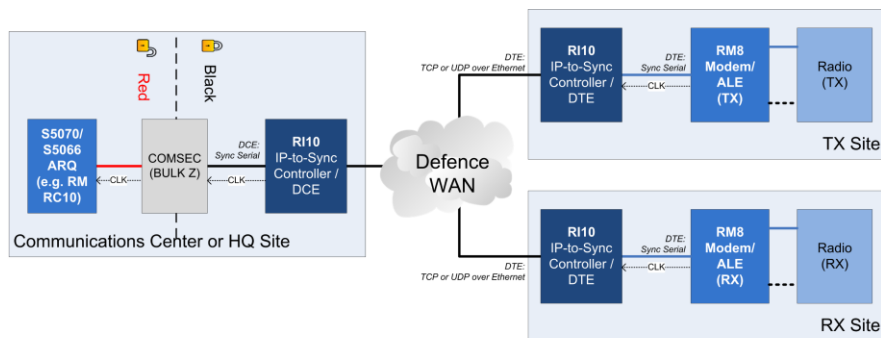 Red
Black
S5070/
S5066
ARQ
(e.g. RM
RC10)
CLK
COMSEC
(BULK Z)
DCE:
Sync Serial
CLK
RI10
IP-to-Sync
Controller /
DCE
Communications Center or HQ Site
Defence
WAN
DTE:
TCP or UDP over Ethernet
RI10
IP-to-Sync
Controller /
DTE
DTE:
Sync Serial
CLK
RM8
Modem/
ALE
(TX)
Radio
(TX)
TX Site
DTE:
TCP or UDP over Ethernet
RI10
IP-to-Sync
Controller /
DTE
DTE:
Sync Serial
CLK
RM8
Modem/
ALE
(RX)
Radio
(RX)
RX Site